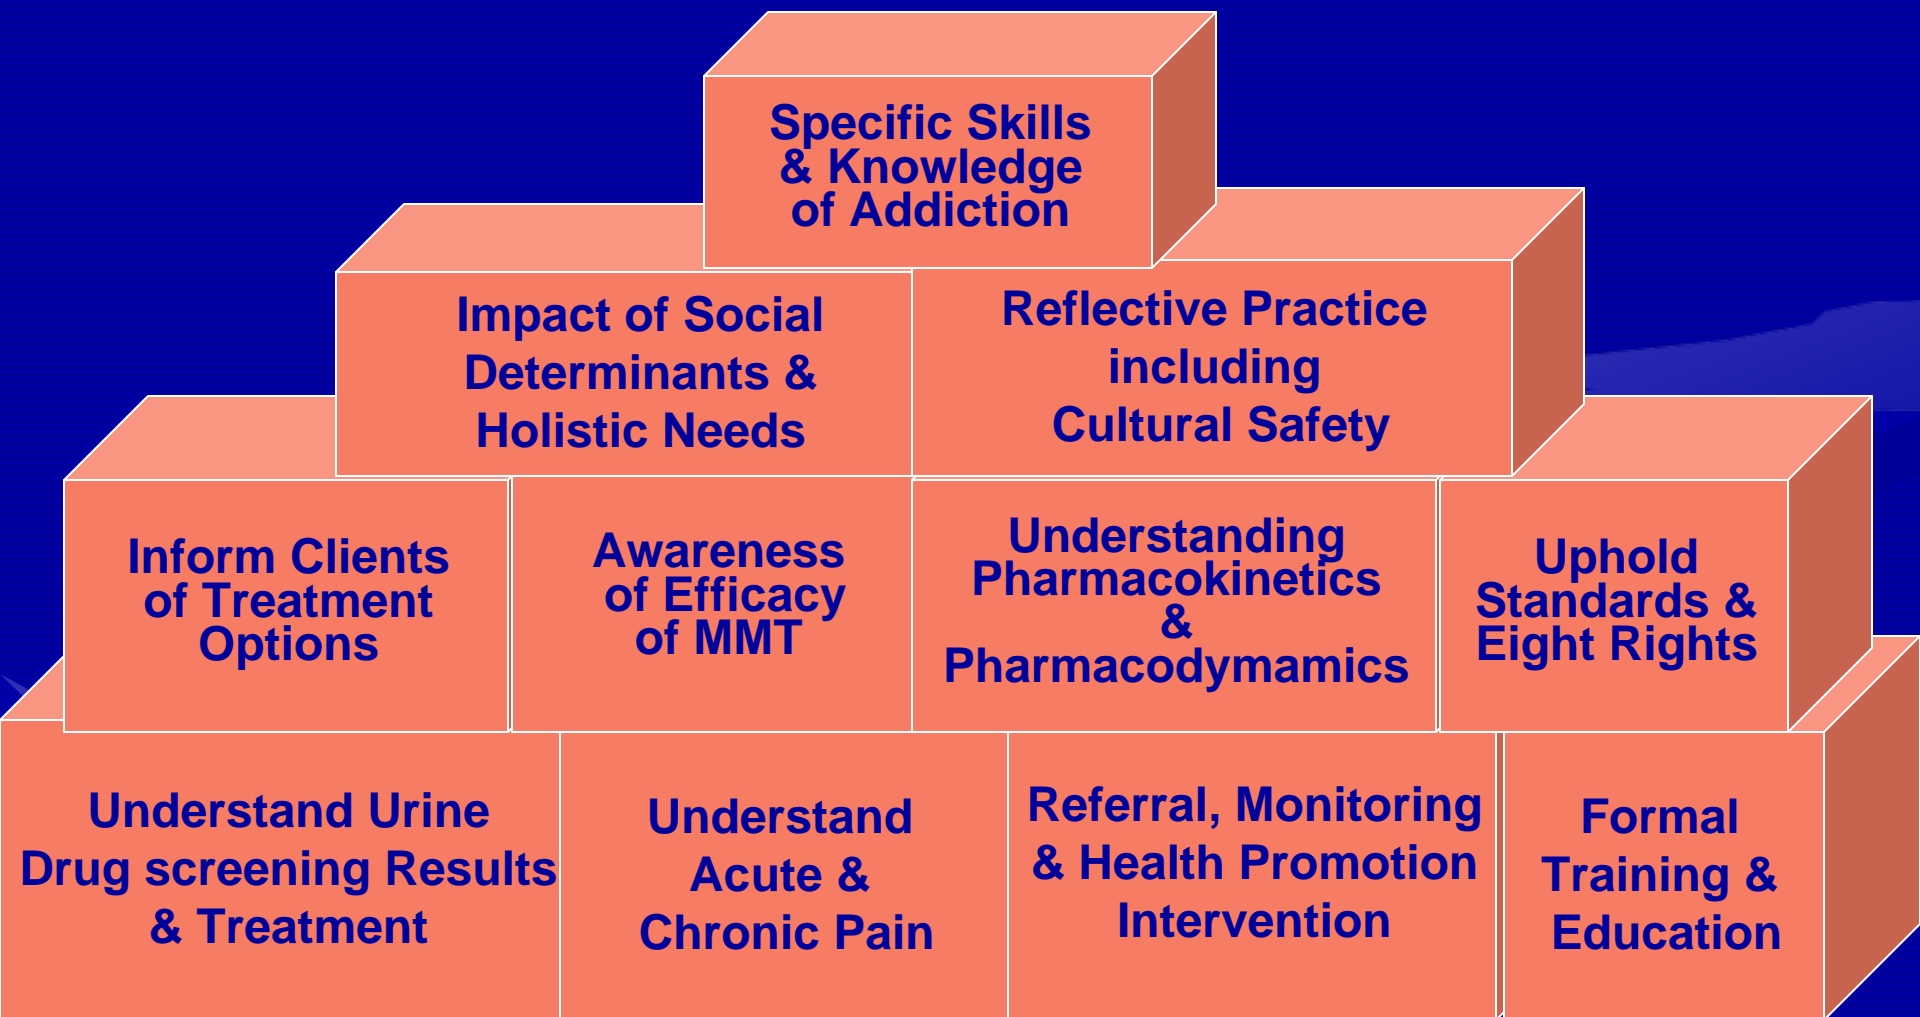 Specific Skills
& Knowledge
of Addiction
Impact of Social
Determinants &
Holistic Needs
Reflective Practice
including
Cultural Safety
Inform Clients
of Treatment
Options
Awareness
of Efficacy
of MMT
Understanding
Pharmacokinetics
&
Pharmacodymamics
Uphold
Standards &
Eight Rights
Understand Urine
Drug screening Results
& Treatment
Understand
Acute &
Chronic Pain
Referral, Monitoring
& Health Promotion
Intervention
Formal
Training &
Education